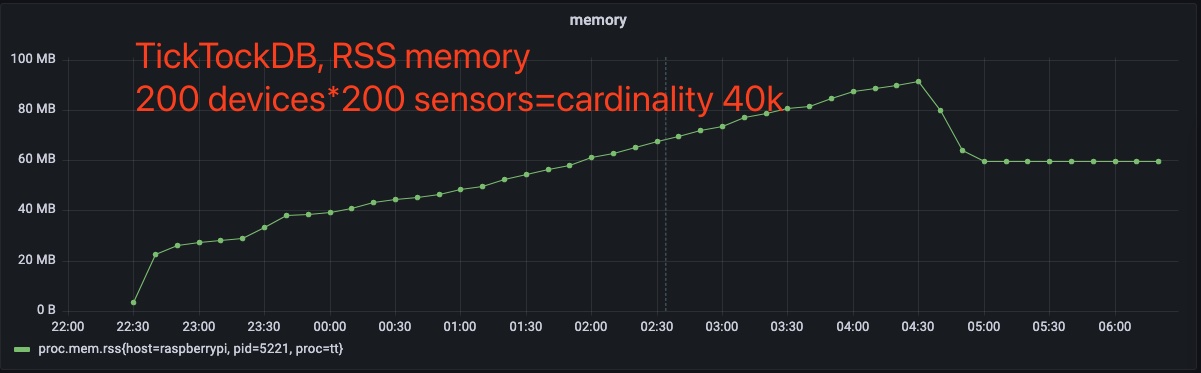 memory
TickTockDB, RSS memory
200 devices*200 sensors=cardinality 40k
100 MB
80 MB
60 MB
40 MB
20 MB
0 B
22:00 22:30 23:00 23:30 00:00 00:30 01:00 01:30 02:00 02:30 03:00 03:30 04:00 04:30 05:00 05:30 06:00
proc.mem.rss{host=raspberrypi, pid=5221, proc=tt}